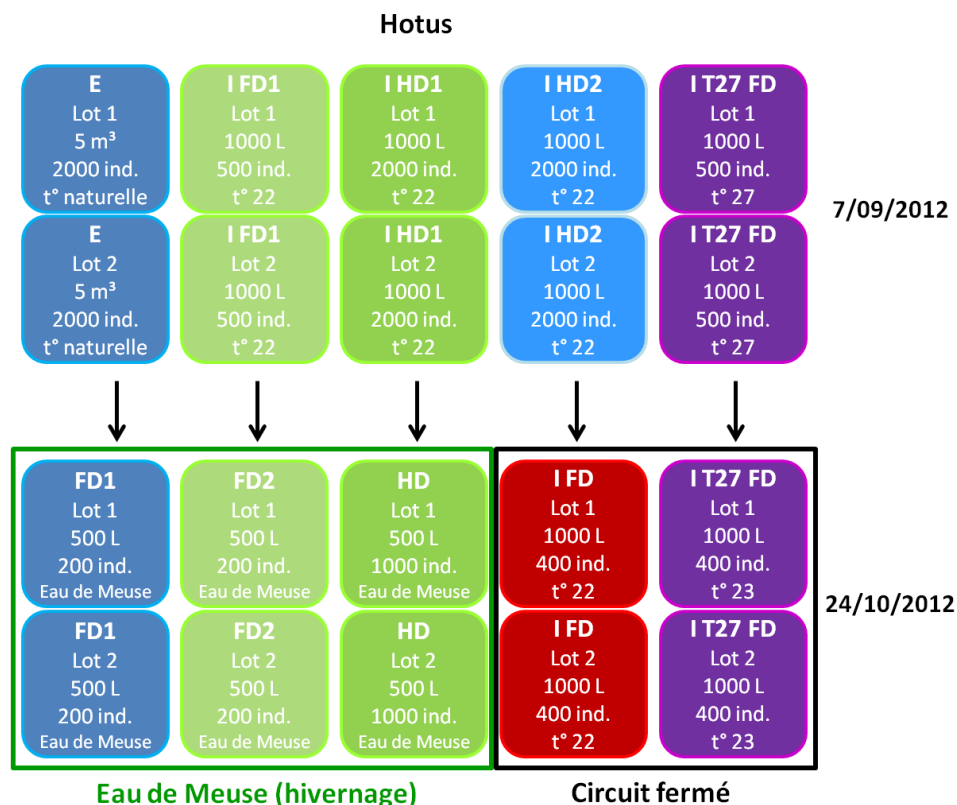 Hotus
E
Lot 1
5 m³
2000 ind.
t° naturelle
I FD1
Lot 1
1000 L
500 ind.
t° 22
I HD1
Lot 1
1000 L
2000 ind.
t° 22
I HD2
Lot 1
1000 L
2000 ind.
t° 22
I T27 FD
Lot 1
1000 L
500 ind.
t° 27
E
Lot 2
5 m³
2000 ind.
t° naturelle
I FD1
Lot 2
1000 L
500 ind.
t° 22
I HD1
Lot 2
1000 L
2000 ind.
t° 22
I HD2
Lot 2
1000 L
2000 ind.
t° 22
I T27 FD
Lot 2
1000 L
500 ind.
t° 27
7/09/2012
FD1
Lot 1
500 L
200 ind.
Eau de Meuse
FD2
Lot 1
500 L
200 ind.
Eau de Meuse
HD
Lot 1
500 L
1000 ind.
Eau de Meuse
I FD
Lot 1
1000 L
400 ind.
t° 22
I T27 FD
Lot 1
1000 L
400 ind.
t° 23
FD1
Lot 2
500 L
200 ind.
Eau de Meuse
FD2
Lot 2
500 L
200 ind.
Eau de Meuse
HD
Lot 2
500 L
1000 ind.
Eau de Meuse
I FD
Lot 2
1000 L
400 ind.
t° 22
I T27 FD
Lot 2
1000 L
400 ind.
t° 23
24/10/2012
Eau de Meuse (hivernage)
Circuit fermé